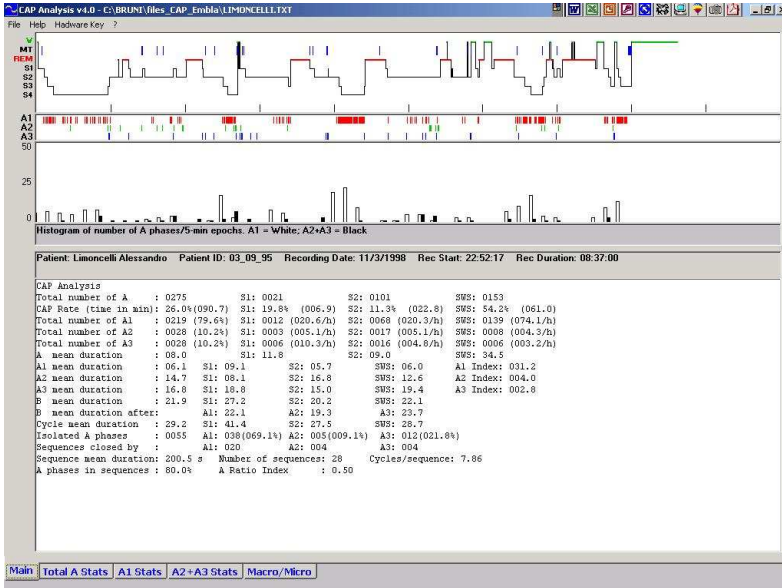 CAP Analysis v4.0 - C:\BRUNI\files_CAP_Embla\LIMONCELLI.TXT
File Help Hadware Key ?
V
MT
REM
S1
S2
S3
S4
A1
A2
A3
50
25
0
Histogram of number of A phases/5-min epochs. A1 = White; A2+A3 = Black
Patient: Limoncelli Alessandro Patient ID: 03_09_95 Recording Date: 11/3/1998 Rec Start: 22:52:17 Rec Duration: 08:37:00
CAP Analysis
Total number of A : 0275 S1: 0021 S2: 0101 SWS: 0153
CAP Rate (time in min): 26.0%(090.7) S1: 19.8% (006.9) S2: 11.3% (022.8) SWS: 54.2% (061.0)
Total number of A1 : 0219 (79.6%) S1: 0012 (020.6/h) S2: 0068 (020.3/h) SWS: 0139 (074.1/h)
Total number of A2 : 0028 (10.2%) S1: 0003 (005.1/h) S2: 0017 (005.1/h) SWS: 0008 (004.3/h)
Total number of A3 : 0028 (10.2%) S1: 0006 (010.3/h) S2: 0016 (004.8/h) SWS: 0006 (003.2/h)
A mean duration : 08.0 S1: 11.8 S2: 09.0 SWS: 34.5
A1 mean duration : 06.1 S1: 09.1 S2: 05.7 SWS: 06.0 A1 Index: 031.2
A2 mean duration : 14.7 S1: 08.1 S2: 16.8 SWS: 12.6 A2 Index: 004.0
A3 mean duration : 16.8 S1: 18.8 S2: 15.0 SWS: 19.4 A3 Index: 002.8
B mean duration : 21.9 S1: 27.2 S2: 20.2 SWS: 22.1
B mean duration after: A1: 22.1 A2: 19.3 A3: 23.7
Cycle mean duration : 29.2 S1: 41.4 S2: 27.5 SWS: 28.7
Isolated A phases : 0055 A1: 038(069.1%) A2: 005(009.1%) A3: 012(021.8%)
Sequences closed by : A1: 020 A2: 004 A3: 004
Sequence mean duration: 200.5 s Number of sequences: 28 Cycles/sequence: 7.86
A phases in sequences : 80.0% A Ratio Index : 0.50
Main Total A Stats A1 Stats A2+A3 Stats Macro/Micro